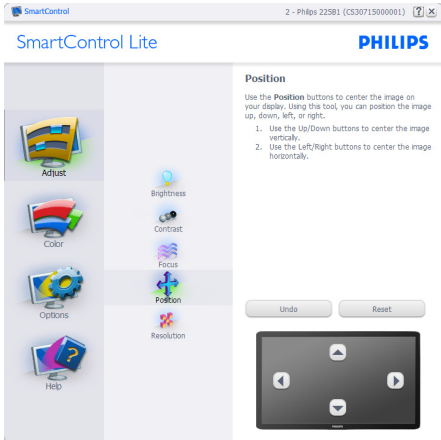 SmartControl
2 - Philips 225B1 (CS30715000001)
SmartControl Lite
PHILIPS
Adjust
Color
Options
Help
Brightness
Contrast
Focus
Position
Resolution
Position
Use the Position buttons to center the image on
your display. Using this tool, you can position the image
up, down, left, or right.
1. Use the Up/Down buttons to center the image
vertically.
2. Use the Left/Right buttons to center the image
horizontally.
Undo
Reset
PHILIPS